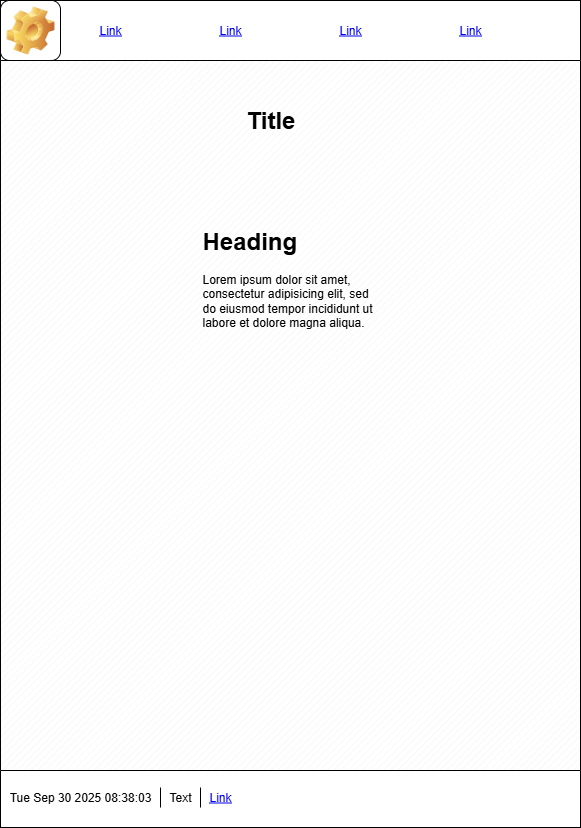 Link Link Link Link
Title
Heading
Lorem ipsum dolor sit amet,
consectetur adipisicing elit, sed
do eiusmod tempor incididunt ut
labore et dolore magna aliqua.
Tue Sep 30 2025 08:38:03 Text Link